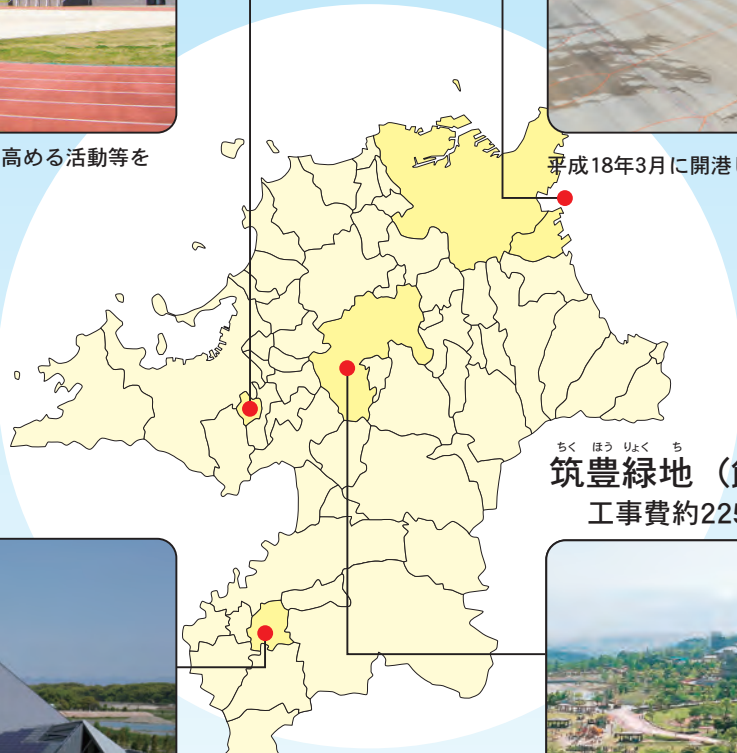 高める活動等を
平成18年3月に開港
ちく ほう りょく ち
筑豊緑地(
工事費約225